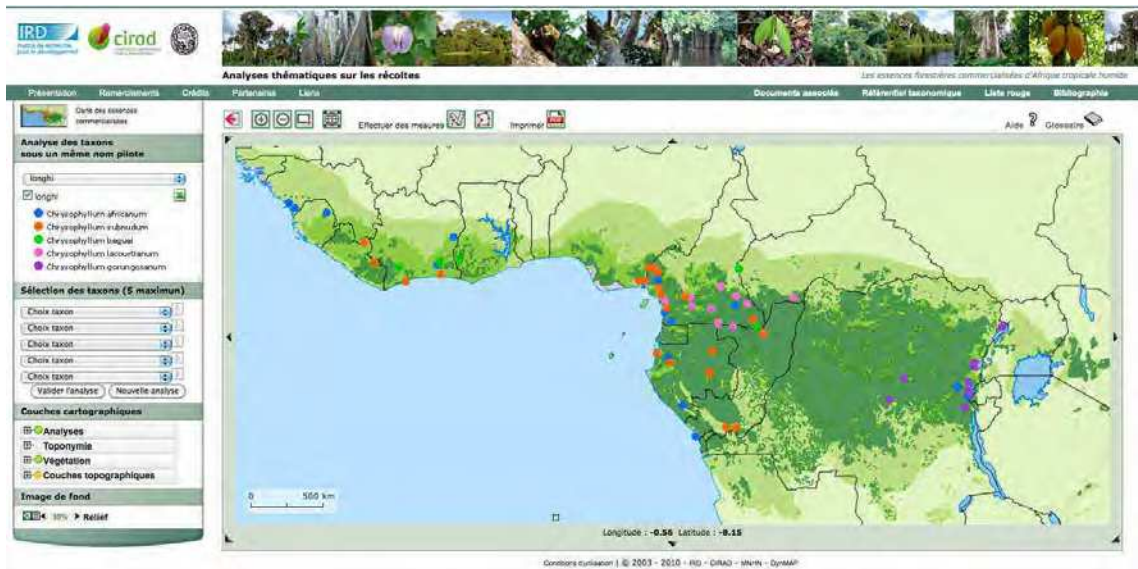 IRD
cirad
Analyses thématiques sur les récoltes
Les essences forestières commercialisées d'Afrique tropicale humide
Présentation Remerciements Crédits Partenaires Liens
Documents associés Référentiel taxonomique Liste rouge Bibliographie
Carte des essences
commercialisées
Effectuer des mesures
Imprimer
Aide ? Glossaire
Analyse des taxons
sous un même nom pilote
longhi
longhi
Chrysophyllum africanum
Chrysophyllum subnudum
Chrysophyllum
Chrysophyllum lacourtianum
Chrysophyllum gorungosanum
Sélection des taxons (5 maximun)
Choix taxon
Choix taxon
Choix taxon
Choix taxon
Choix taxon
Valider l'analyse Nouvelle analyse
Couches cartographiques
Analyses
Toponymie
Végétation
Couches topographiques
Image de fond
Relief
0 500 km
Longitude : -0.56 Latitude : -8.15
Conditions d'utilisation | © 2003 - 2010 - IRD - CIRAD - MNHN - DynMAP